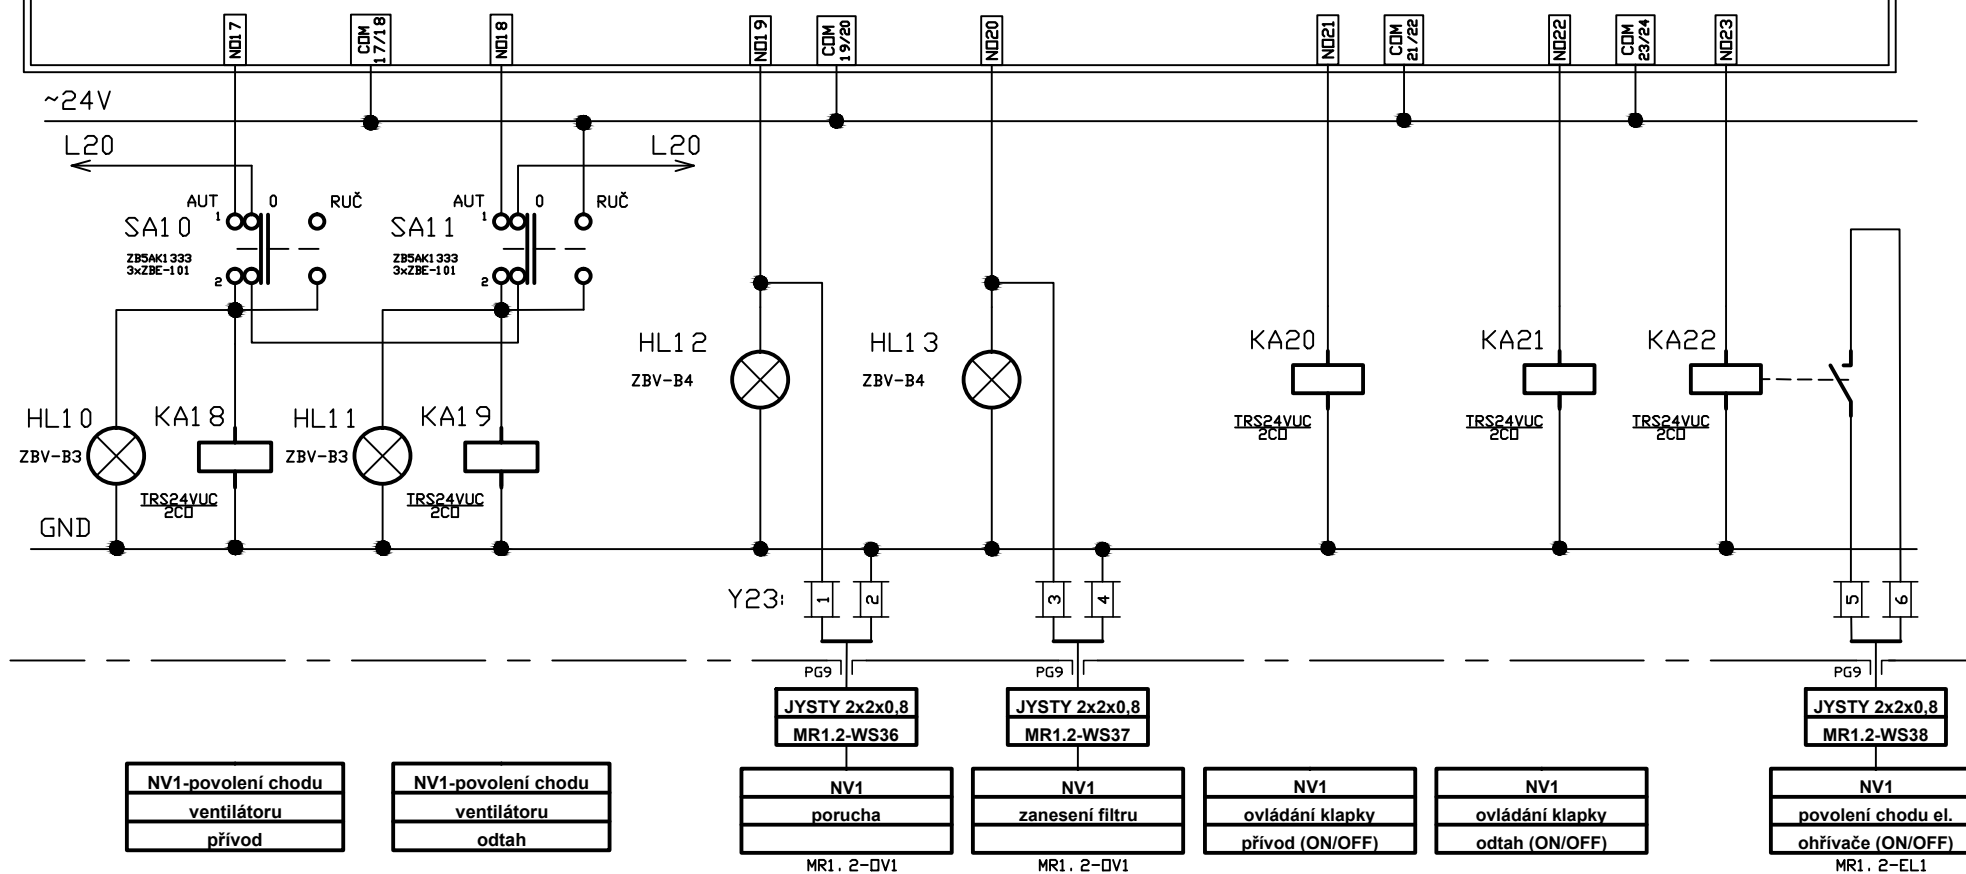 NO17
COM
17/18
NO18
NO19
COM
19/20
NO20
NO21
COM
21/22
NO22
COM
23/24
NO23
~24V
L20
L20
AUT
0
RUČ
AUT
0
RUČ
1
1
SA10
SA11
ZB5AK1333
3xZBE-101
ZB5AK1333
3xZBE-101
2
2
HL12
HL13
KA20
KA21
KA22
ZBV-B4
ZBV-B4
HL10
KA18
HL11
KA19
TRS24VUC
2CO
TRS24VUC
2CO
TRS24VUC
2CO
ZBV-B3
ZBV-B3
TRS24VUC
2CO
TRS24VUC
2CO
GND
Y23:
1
2
3
4
5
6
PG9
PG9
PG9
JYSTY 2x2x0,8
MR1.2-WS36
JYSTY 2x2x0,8
MR1.2-WS37
JYSTY 2x2x0,8
MR1.2-WS38
NV1-povolení chodu
ventilátoru
přívod
NV1-povolení chodu
ventilátoru
odtah
NV1
porucha
MR1.2-OV1
NV1
zanesení filtru
MR1.2-OV1
NV1
ovládání klapky
přívod (ON/OFF)
NV1
ovládání klapky
odtah (ON/OFF)
NV1
povolení chodu el.
ohřívače (ON/OFF)
MR1.2-EL1